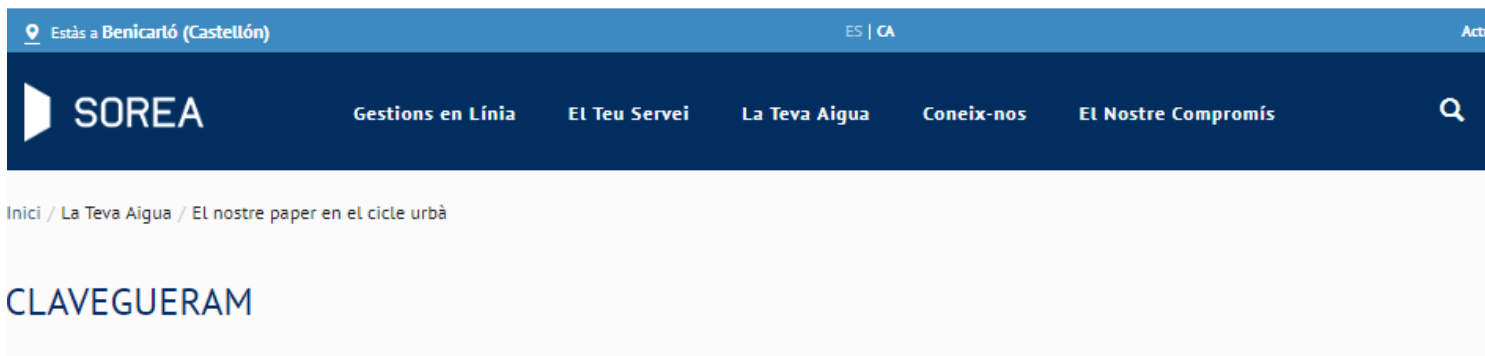 Estàs a Benicarló (Castellón) ES | CA
SOREA Gestions en Línia El Teu Servei La Teva Aigua Coneix-nos El Nostre Compromís
Inici / La Teva Aigua / El nostre paper en el cicle urbà
CLAVEGUERAM